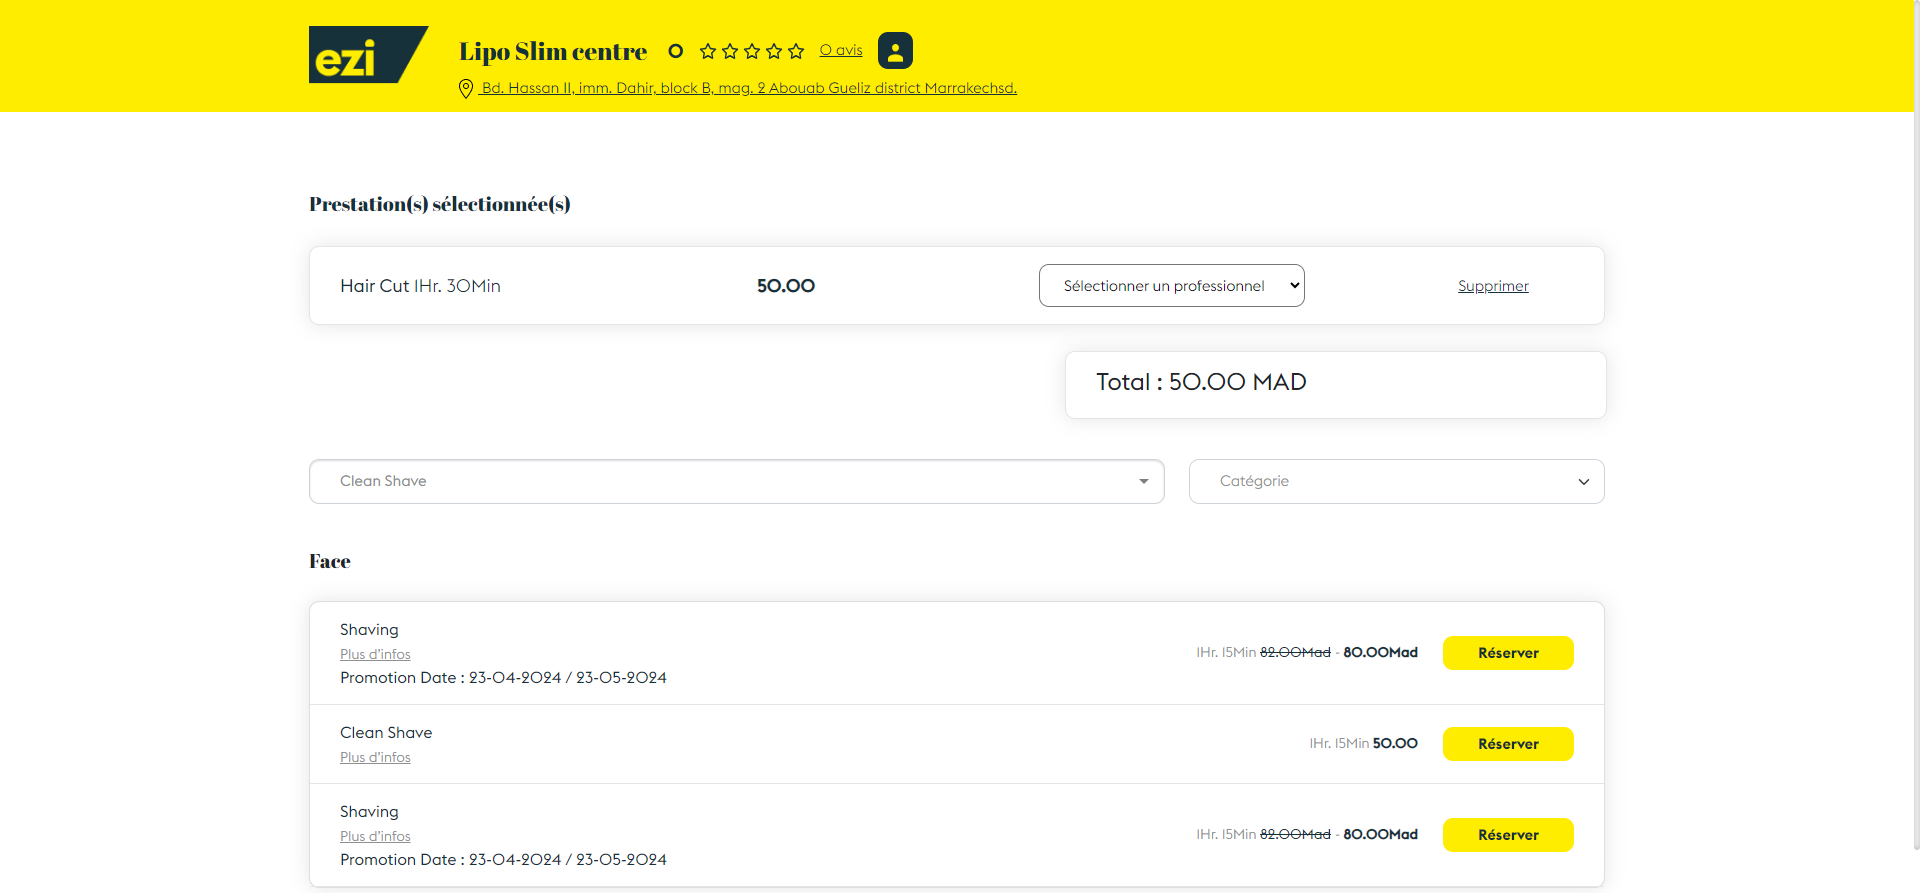 ezi
Lipo Slim centre 0 0 avis
Bd. Hassan II, imm. Dahir, block B, mag. 2 Abouab Gueliz district Marrakechsd.
Prestation(s) sélectionnée(s)
Hair Cut 1Hr. 30Min 50.00 Sélectionner un professionnel Supprimer
Total : 50.00 MAD
Clean Shave Catégorie
Face
Shaving
Plus d'infos
Promotion Date : 23-04-2024 / 23-05-2024
1Hr. 15Min 82.00Mad - 80.00Mad Réserver
Clean Shave
Plus d'infos
1Hr. 15Min 50.00 Réserver
Shaving
Plus d'infos
Promotion Date : 23-04-2024 / 23-05-2024
1Hr. 15Min 82.00Mad - 80.00Mad Réserver